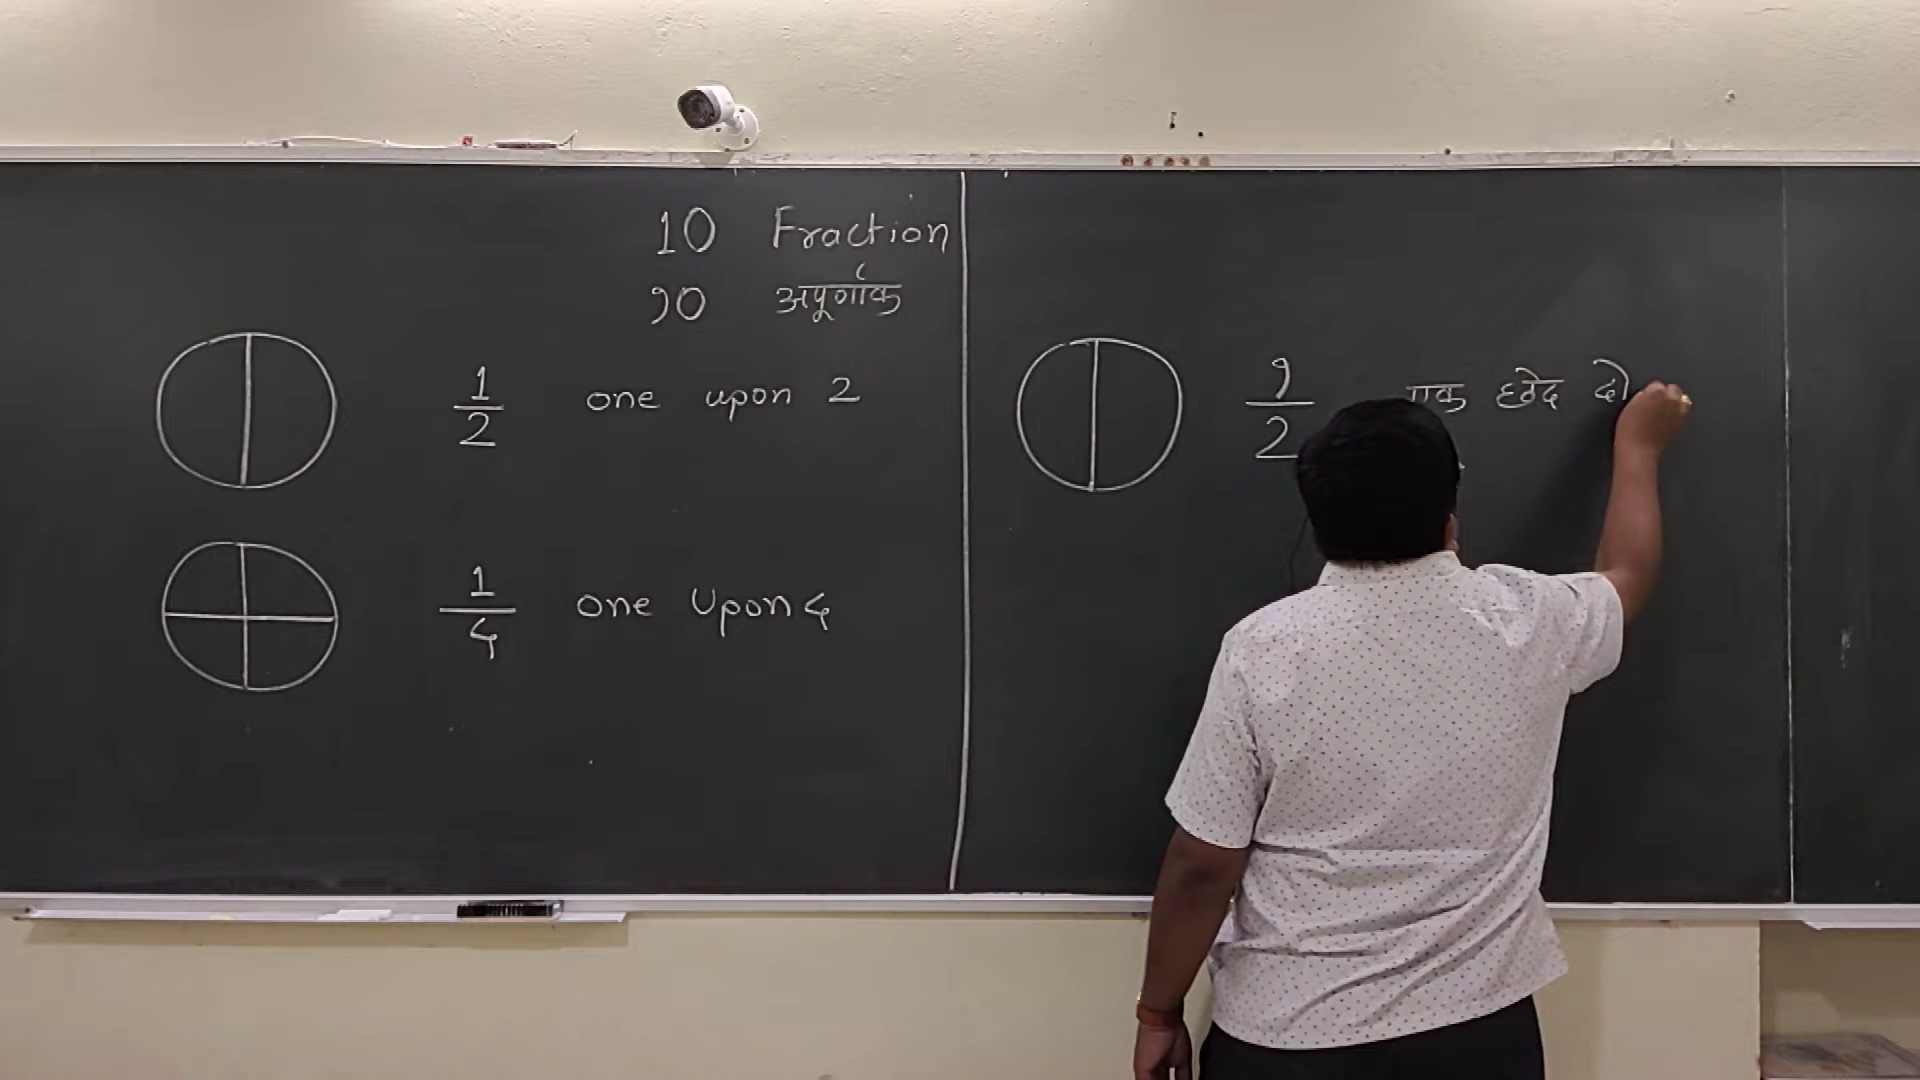 10 Fraction
१० अपूर्णांक
1/2 one upon 2
1/4 one Upon 4
१/2 एक छेद दो